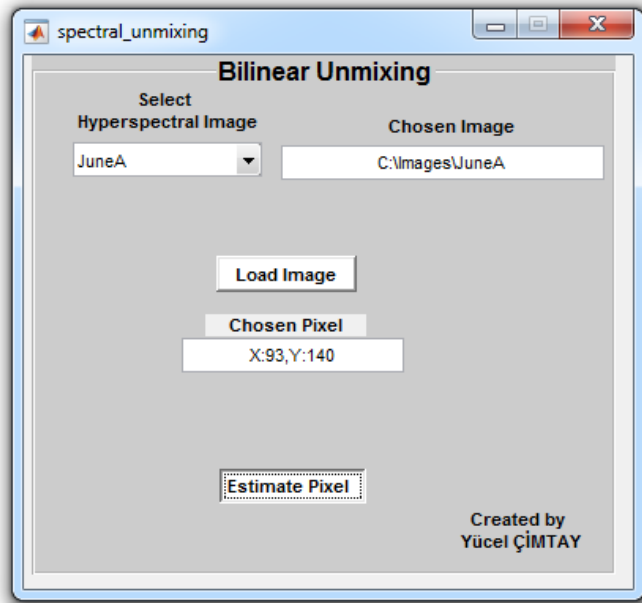 spectral_unmixing
Bilinear Unmixing
Select
Hyperspectral Image
JuneA
Chosen Image
C:\Images\JuneA
Load Image
Chosen Pixel
X:93,Y:140
Estimate Pixel
Created by
Yücel ÇİMTAY